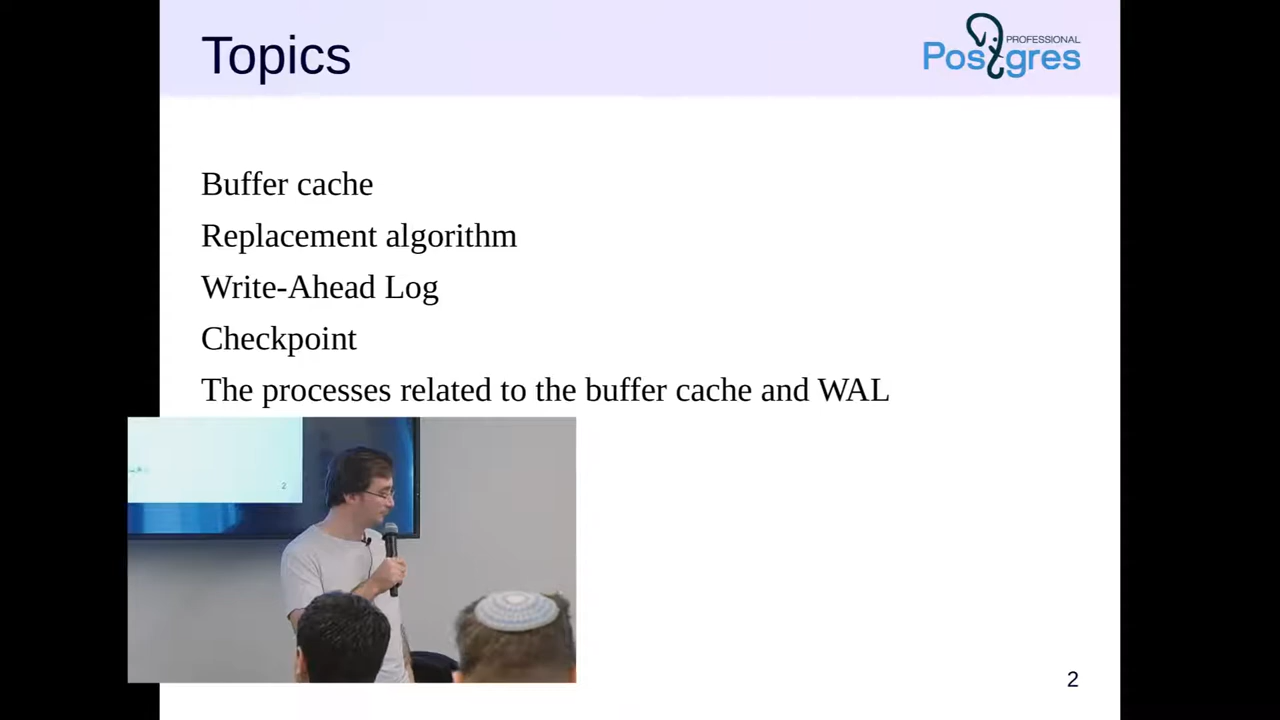 Topics
PROFESSIONAL
Postgres
Buffer cache
Replacement algorithm
Write-Ahead Log
Checkpoint
The processes related to the buffer cache and WAL
2
2